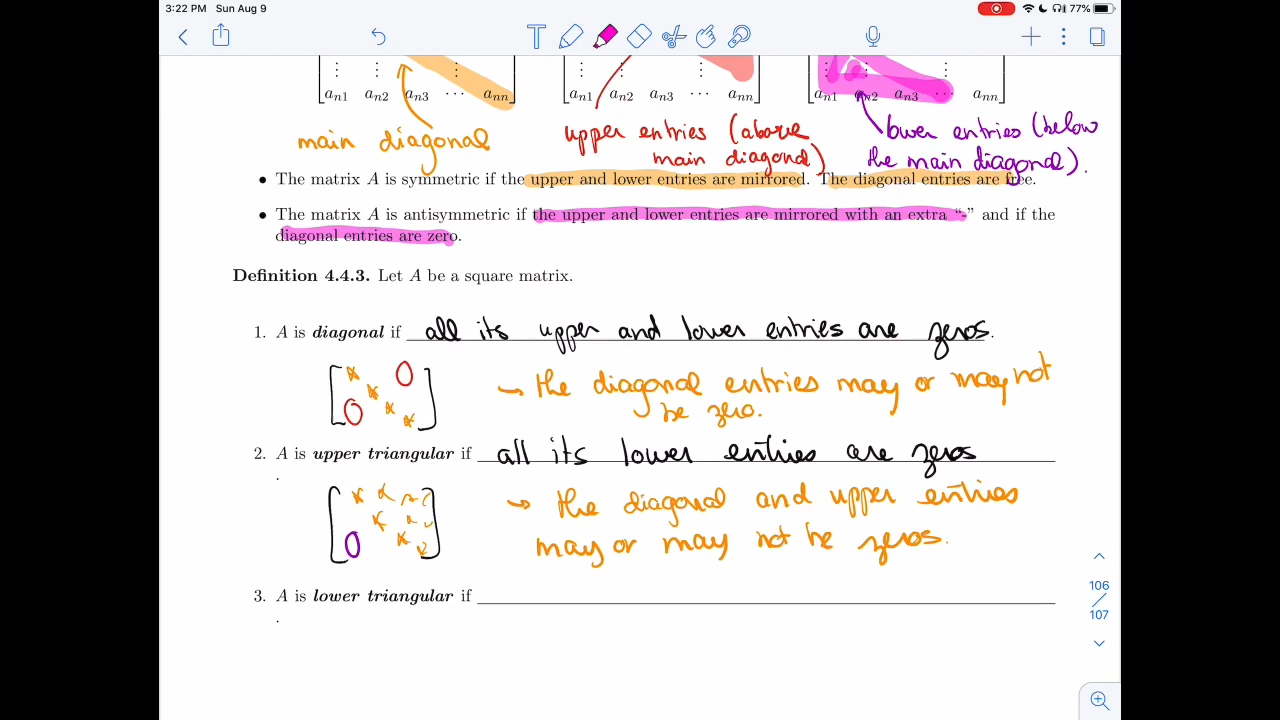 3:22 PM Sun Aug 9 77%
⋮ ⋮ ⋮ ⋮ ⋮ ⋮ ⋮ ⋮
a_{n1} a_{n2} a_{n3} ⋯ a_{nn} a_{n1} a_{n2} a_{n3} ⋯ a_{nn} a_{n1} a_{n2} a_{n3} ⋯ a_{nn}
main diagonal
upper entries (above
main diagonal)
lower entries (below
the main diagonal).
• The matrix A is symmetric if the upper and lower entries are mirrored. The diagonal entries are free.
• The matrix A is antisymmetric if the upper and lower entries are mirrored with an extra “-” and if the
diagonal entries are zero.
Definition 4.4.3. Let A be a square matrix.
1. A is diagonal if all its upper and lower entries are zeros.
[* 0
* *
0 *]
→ the diagonal entries may or may not
be zero.
2. A is upper triangular if all its lower entries are zeros
.
→ the diagonal and upper entries
may or may not be zeros.
0
106
107
3. A is lower triangular if
.